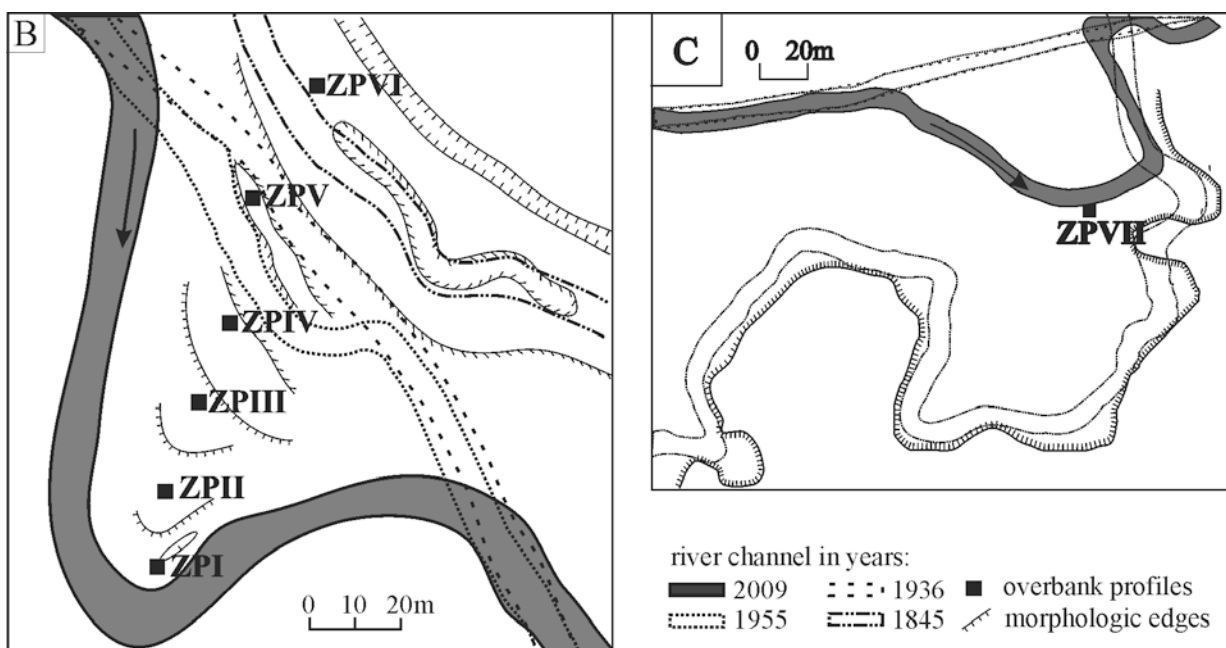 B
ZPVI
ZPV
ZPIV
ZPIII
ZPII
ZPI
0 10 20m
C
0 20m
ZPVII
river channel in years:
2009 1936 overbank profiles
1955 1845 morphologic edges